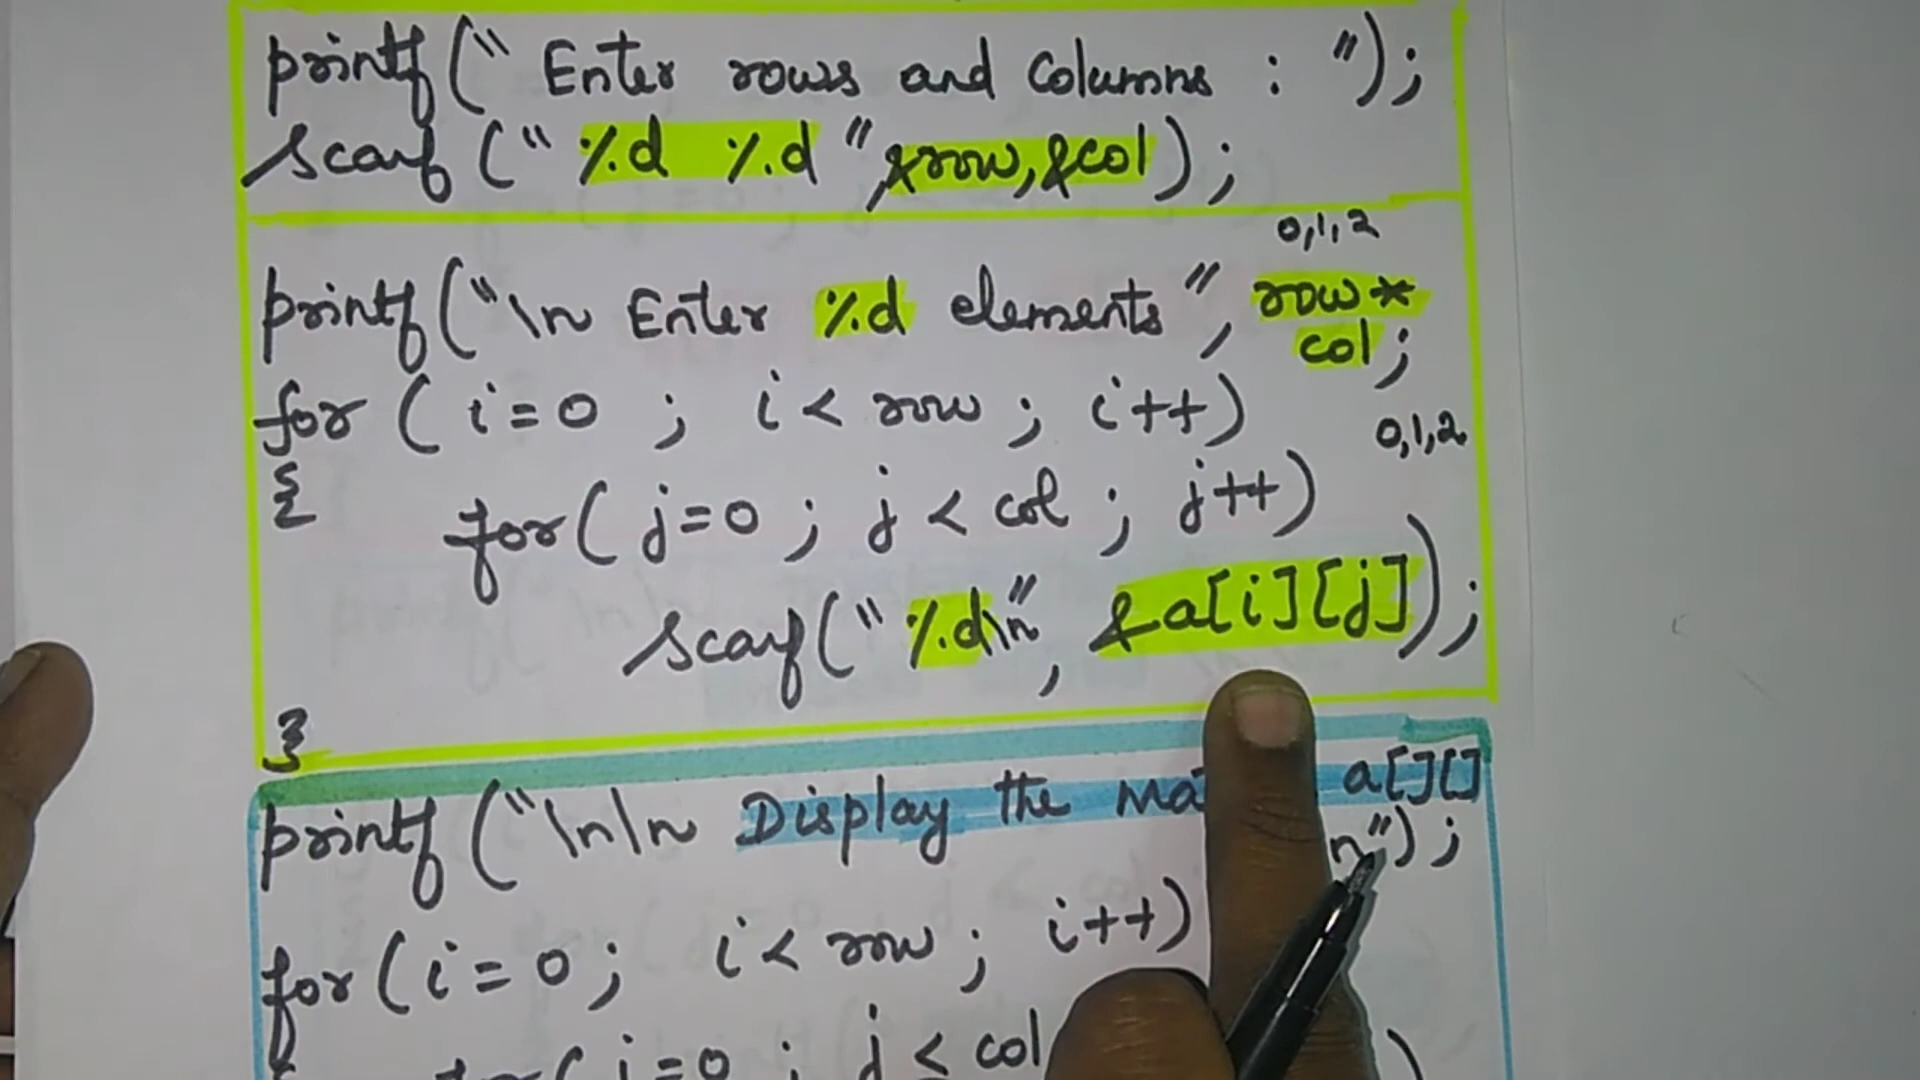 printf(" Enter rows and Columns : ");
scanf (" %d %d ", &row, &col);
0,1,2
printf("\n Enter %d elements", row*
col;
for ( i=0 ; i< row ; i++)
0,1,2
{ for( j=0 ; j < col ; j++)
scanf(" %d\n", &a[i][j]);
}
printf ("\n\n Display the a[][]
n");
for( i=0; i< row ; i++)
j=0 ; j < col )